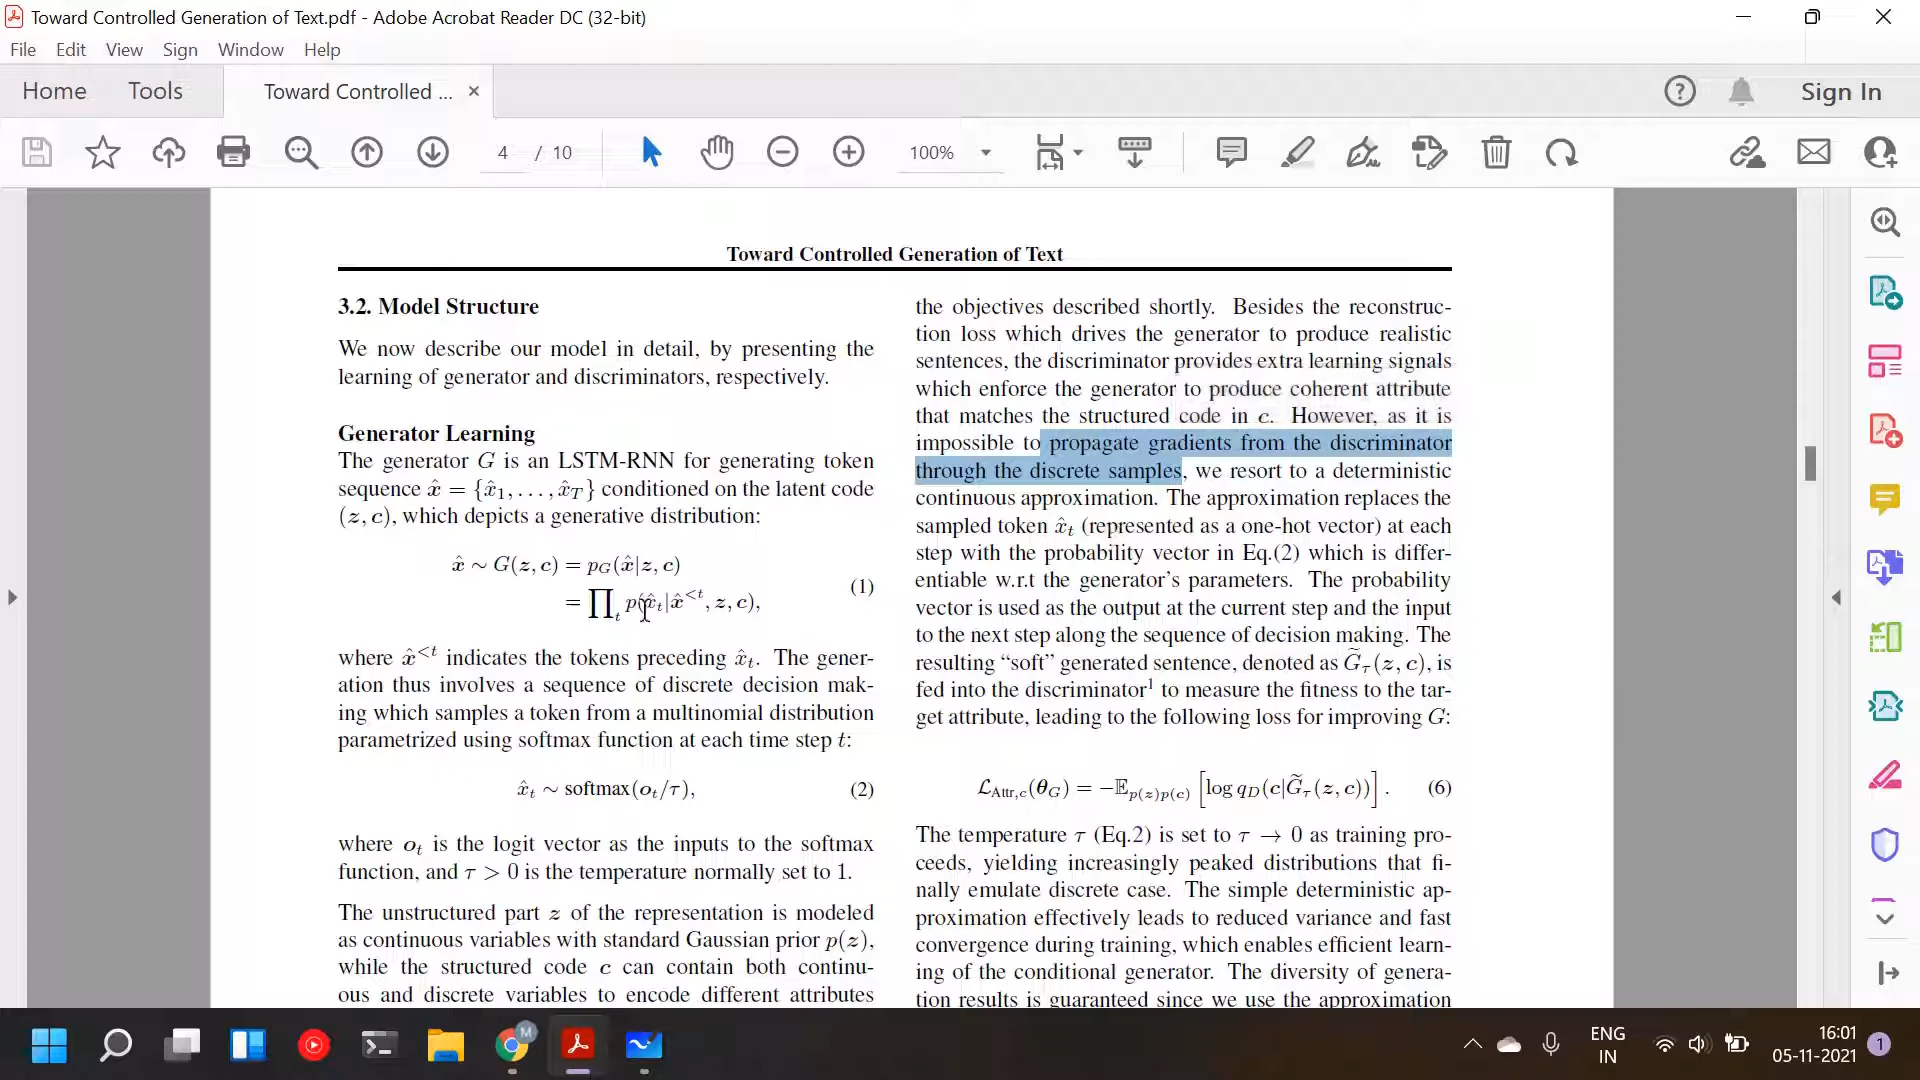 Toward Controlled Generation of Text.pdf - Adobe Acrobat Reader DC (32-bit)
File Edit View Sign Window Help
Home Tools Toward Controlled ... × Sign In
4 / 10 100%
Toward Controlled Generation of Text
3.2. Model Structure
We now describe our model in detail, by presenting the
learning of generator and discriminators, respectively.
Generator Learning
The generator G is an LSTM-RNN for generating token
sequence x̂ = {x̂₁, . . . , x̂_T} conditioned on the latent code
(z, c), which depicts a generative distribution:
x̂ ∼ G(z, c) = p_G(x̂|z, c)
= ∏_t p(x̂_t|x̂^{<t}, z, c), (1)
where x̂^{<t} indicates the tokens preceding x̂_t. The gener-
ation thus involves a sequence of discrete decision mak-
ing which samples a token from a multinomial distribution
parametrized using softmax function at each time step t:
x̂_t ∼ softmax(o_t/τ), (2)
where o_t is the logit vector as the inputs to the softmax
function, and τ > 0 is the temperature normally set to 1.
The unstructured part z of the representation is modeled
as continuous variables with standard Gaussian prior p(z),
while the structured code c can contain both continu-
ous and discrete variables to encode different attributes
the objectives described shortly. Besides the reconstruc-
tion loss which drives the generator to produce realistic
sentences, the discriminator provides extra learning signals
which enforce the generator to produce coherent attribute
that matches the structured code in c. However, as it is
impossible to propagate gradients from the discriminator
through the discrete samples, we resort to a deterministic
continuous approximation. The approximation replaces the
sampled token x̂_t (represented as a one-hot vector) at each
step with the probability vector in Eq.(2) which is differ-
entiable w.r.t the generator's parameters. The probability
vector is used as the output at the current step and the input
to the next step along the sequence of decision making. The
resulting “soft” generated sentence, denoted as G̃_τ(z, c), is
fed into the discriminator¹ to measure the fitness to the tar-
get attribute, leading to the following loss for improving G:
ℒ_{Attr,c}(θ_G) = −𝔼_{p(z)p(c)} [log q_D(c|G̃_τ(z, c))] . (6)
The temperature τ (Eq.2) is set to τ → 0 as training pro-
ceeds, yielding increasingly peaked distributions that fi-
nally emulate discrete case. The simple deterministic ap-
proximation effectively leads to reduced variance and fast
convergence during training, which enables efficient learn-
ing of the conditional generator. The diversity of genera-
tion results is guaranteed since we use the approximation
M
ENG
IN
16:01
05-11-2021
1